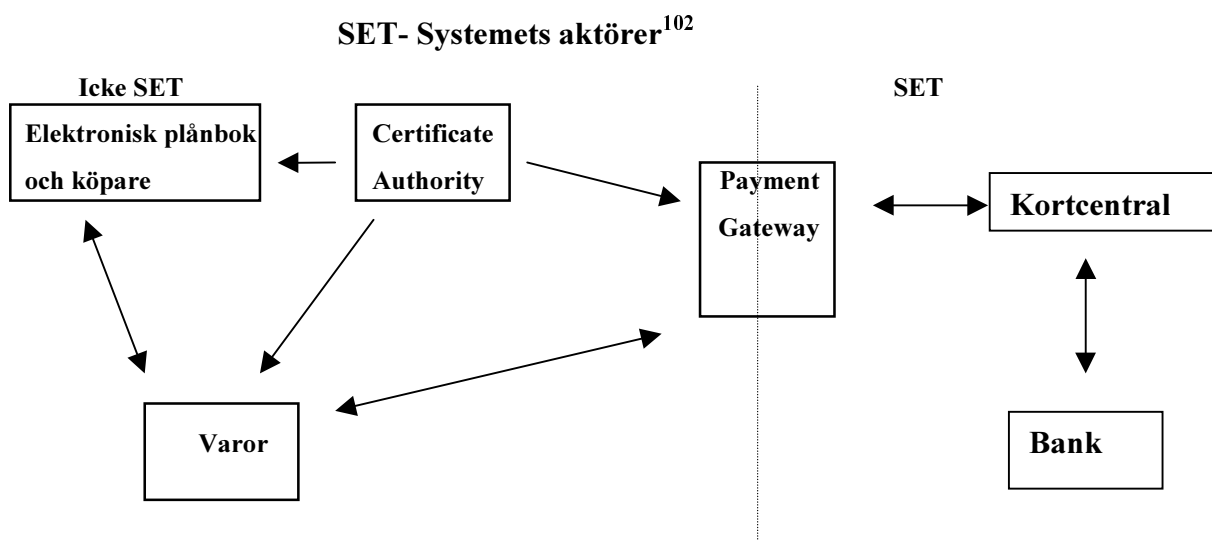 SET- Systemets aktörer102
Icke SET
SET
Elektronisk plånbok
och köpare
Certificate
Authority
Payment
Gateway
Kortcentral
Varor
Bank